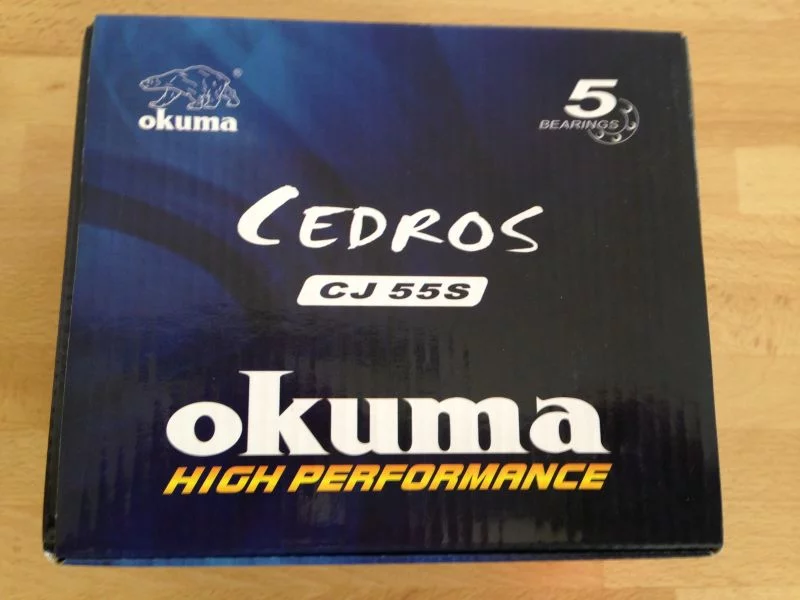 okuma®
5
BEARINGS
CEDROS
CJ 55S
okuma
HIGH PERFORMANCE